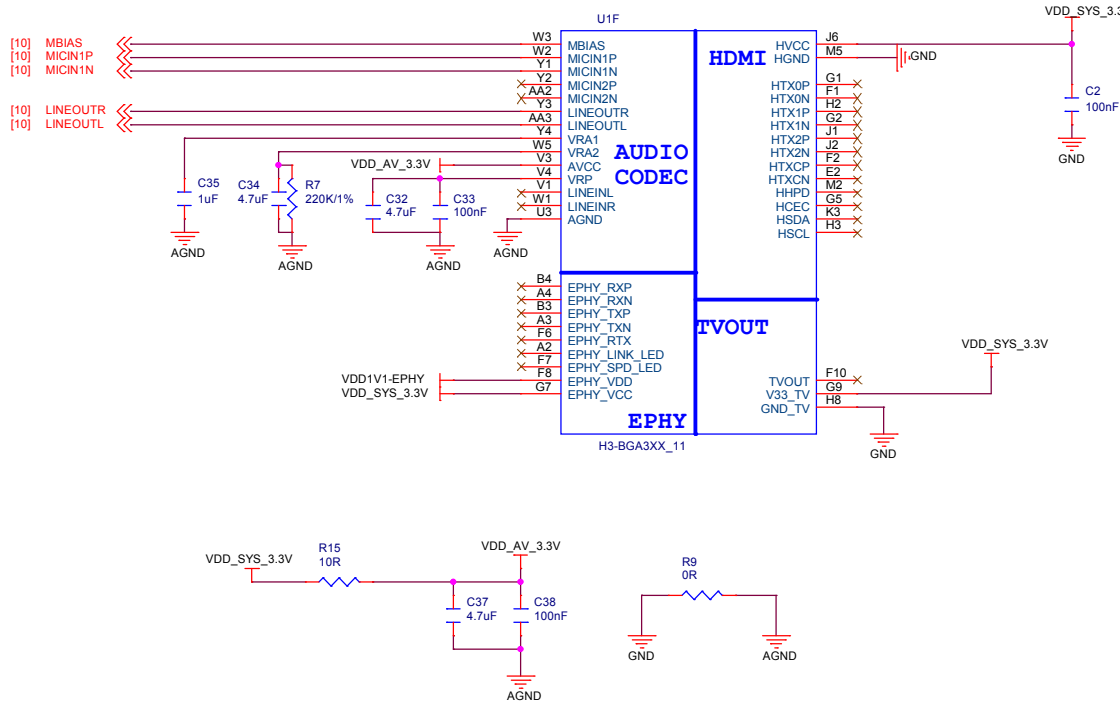 U1F
VDD_SYS_3.3
[10] MBIAS
[10] MICIN1P
[10] MICIN1N
[10] LINEOUTR
[10] LINEOUTL
W3 MBIAS
W2 MICIN1P
Y1 MICIN1N
Y2 MICIN2P
AA2 MICIN2N
Y3 LINEOUTR
AA3 LINEOUTL
Y4 VRA1
W5 VRA2
V3 AVCC
V4 VRP
V1 LINEINL
W1 LINEINR
U3 AGND
AUDIO
CODEC
HDMI
HVCC J6
HGND M5
GND
HTX0P G1
HTX0N F1
HTX1P H2
HTX1N G2
HTX2P J1
HTX2N J2
HTXCP F2
HTXCN E2
HHPD M2
HCEC G5
HSDA K3
HSCL H3
C2
100nF
GND
VDD_AV_3.3V
C35
1uF
AGND
C34
4.7uF
R7
220K/1%
AGND
C32
4.7uF
C33
100nF
AGND
AGND
B4 EPHY_RXP
A4 EPHY_RXN
B3 EPHY_TXP
A3 EPHY_TXN
F6 EPHY_RTX
A2 EPHY_LINK_LED
F7 EPHY_SPD_LED
F8 EPHY_VDD
G7 EPHY_VCC
VDD1V1-EPHY
VDD_SYS_3.3V
EPHY
TVOUT
VDD_SYS_3.3V
TVOUT F10
V33_TV G9
GND_TV H8
GND
H3-BGA3XX_11
VDD_SYS_3.3V
R15
10R
VDD_AV_3.3V
C37
4.7uF
C38
100nF
AGND
R9
0R
GND
AGND